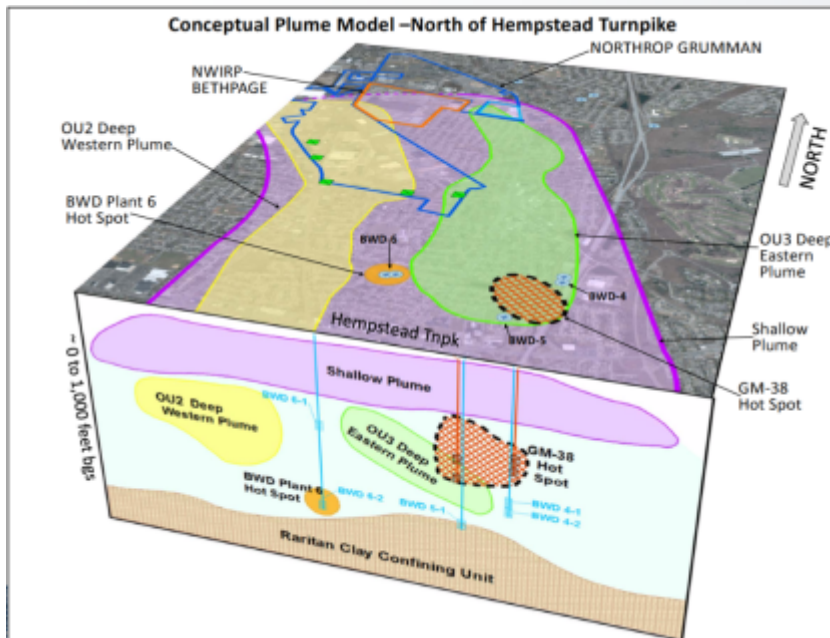 Conceptual Plume Model –North of Hempstead Turnpike
NORTHROP GRUMMAN
NWIRP
BETHPAGE
OU2 Deep
Western Plume
BWD Plant 6
Hot Spot
NORTH
BWD-6
OU3 Deep
Eastern
Plume
BWD-4
BWD-5
Hempstead Tnpk
Shallow
Plume
GM-38
Hot Spot
~ 0 to 1,000 feet bgs
Shallow Plume
OU2 Deep
Western Plume
BWD 6-1
OU3 Deep
Eastern Plume
GM-38
Hot
Spot
BWD Plant 6
Hot Spot
BWD 6-2
BWD 5-1
BWD 4-1
BWD 4-2
Raritan Clay Confining Unit